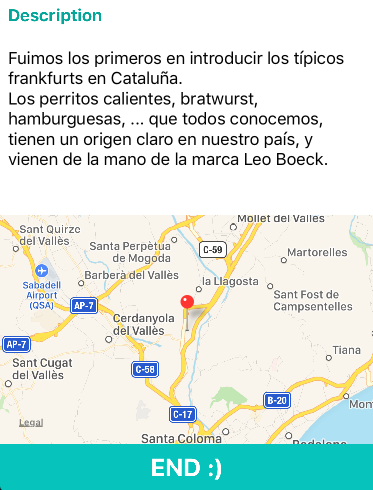 Description
Fuimos los primeros en introducir los típicos
frankfurts en Cataluña.
Los perritos calientes, bratwurst,
hamburguesas, ... que todos conocemos,
tienen un origen claro en nuestro país, y
vienen de la mano de la marca Leo Boeck.
Mollet del Vallès
Sant Quirze
del Vallès
Santa Perpètua
de Mogoda
C-59
Martorelles
Sabadell
Airport
(QSA)
Barberà del Vallès
la Llagosta
Sant Fost de
Campsentelles
AP-7
Cerdanyola
del Vallès
AP-7
Tiana
Sant Cugat
del Vallès
C-58
B-20
Mon
C-17
Legal
Santa Coloma
Badalona
END :)